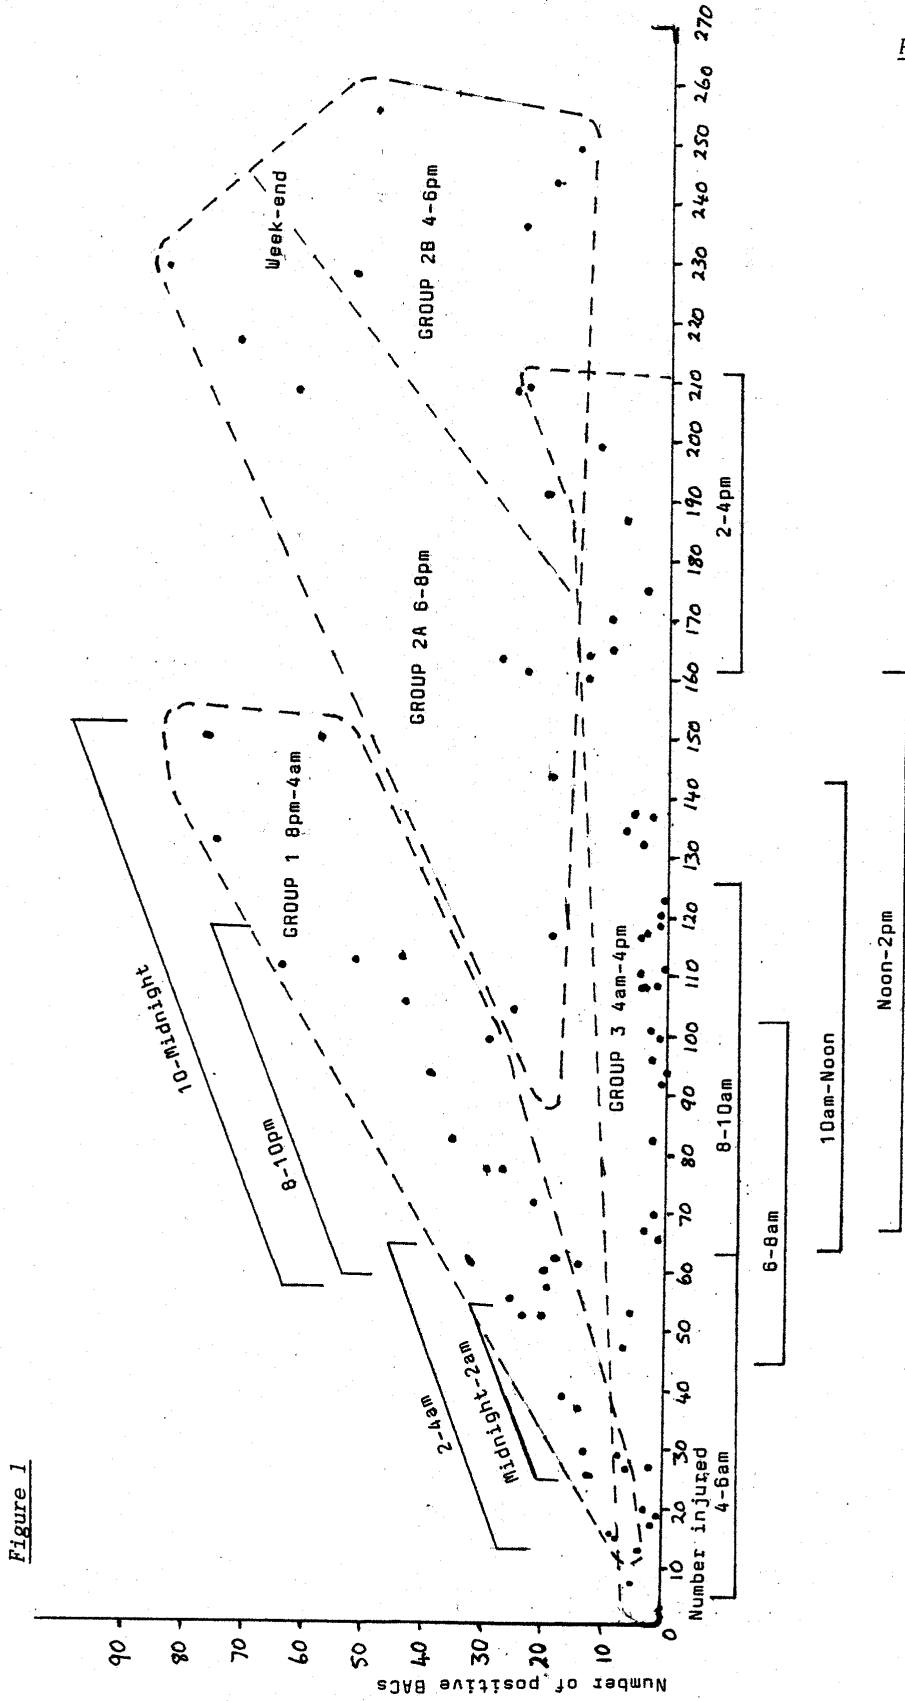 Figure 1
Number of positive BACs
90
80
70
60
50
40
30
20
10
0
10-Midnight
8-10pm
2-4am
Midnight-2am
GROUP 1 8pm-4am
GROUP 2A 6-8pm
Week-end
GROUP 2B 4-6pm
GROUP 3 4am-4pm
10 20 30 40 50 60 70 80 90 100 110 120 130 140 150 160 170 180 190 200 210 220 230 240 250 260 270
Number injured
4-6am
8-10am
2-4pm
6-8am
10am-Noon
Noon-2pm